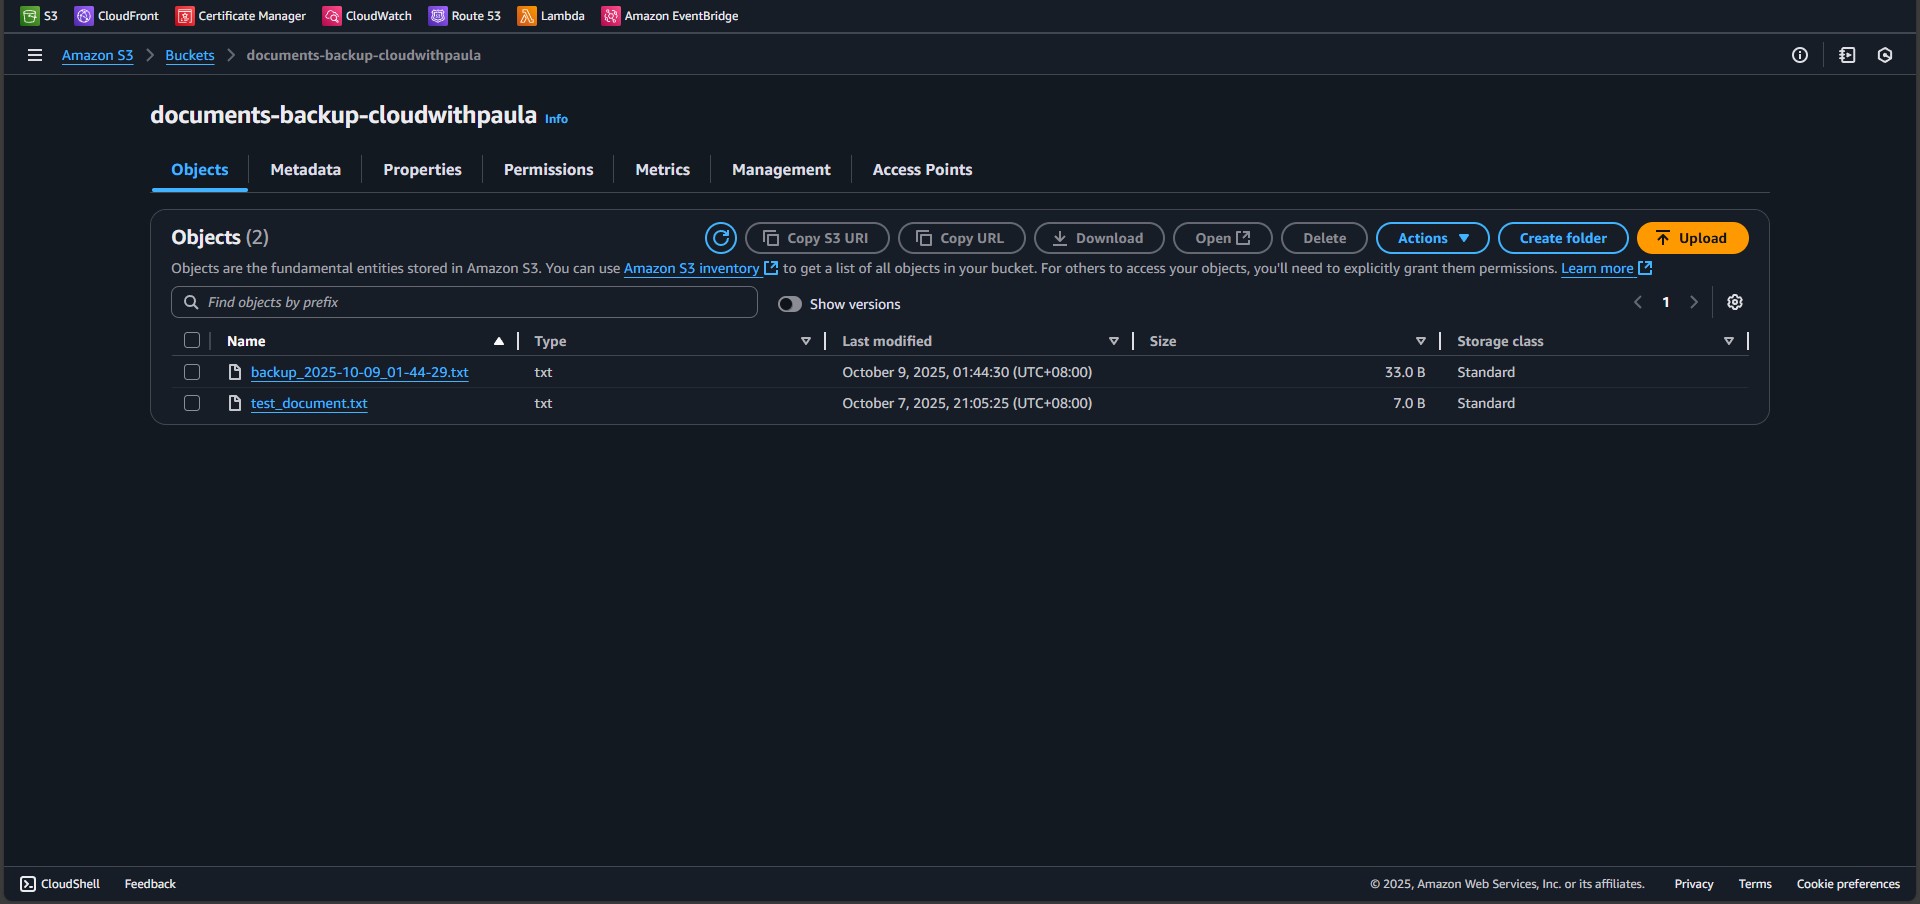 S3 CloudFront Certificate Manager CloudWatch Route 53 Lambda Amazon EventBridge
Amazon S3 Buckets documents-backup-cloudwithpaula
documents-backup-cloudwithpaula Info
Objects Metadata Properties Permissions Metrics Management Access Points
Objects (2) Copy S3 URI Copy URL Download Open Delete Actions Create folder Upload
Objects are the fundamental entities stored in Amazon S3. You can use Amazon S3 inventory to get a list of all objects in your bucket. For others to access your objects, you'll need to explicitly grant them permissions. Learn more
Find objects by prefix Show versions 1
Name Type Last modified Size Storage class
backup_2025-10-09_01-44-29.txt txt October 9, 2025, 01:44:30 (UTC+08:00) 33.0 B Standard
test_document.txt txt October 7, 2025, 21:05:25 (UTC+08:00) 7.0 B Standard
CloudShell Feedback © 2025, Amazon Web Services, Inc. or its affiliates. Privacy Terms Cookie preferences